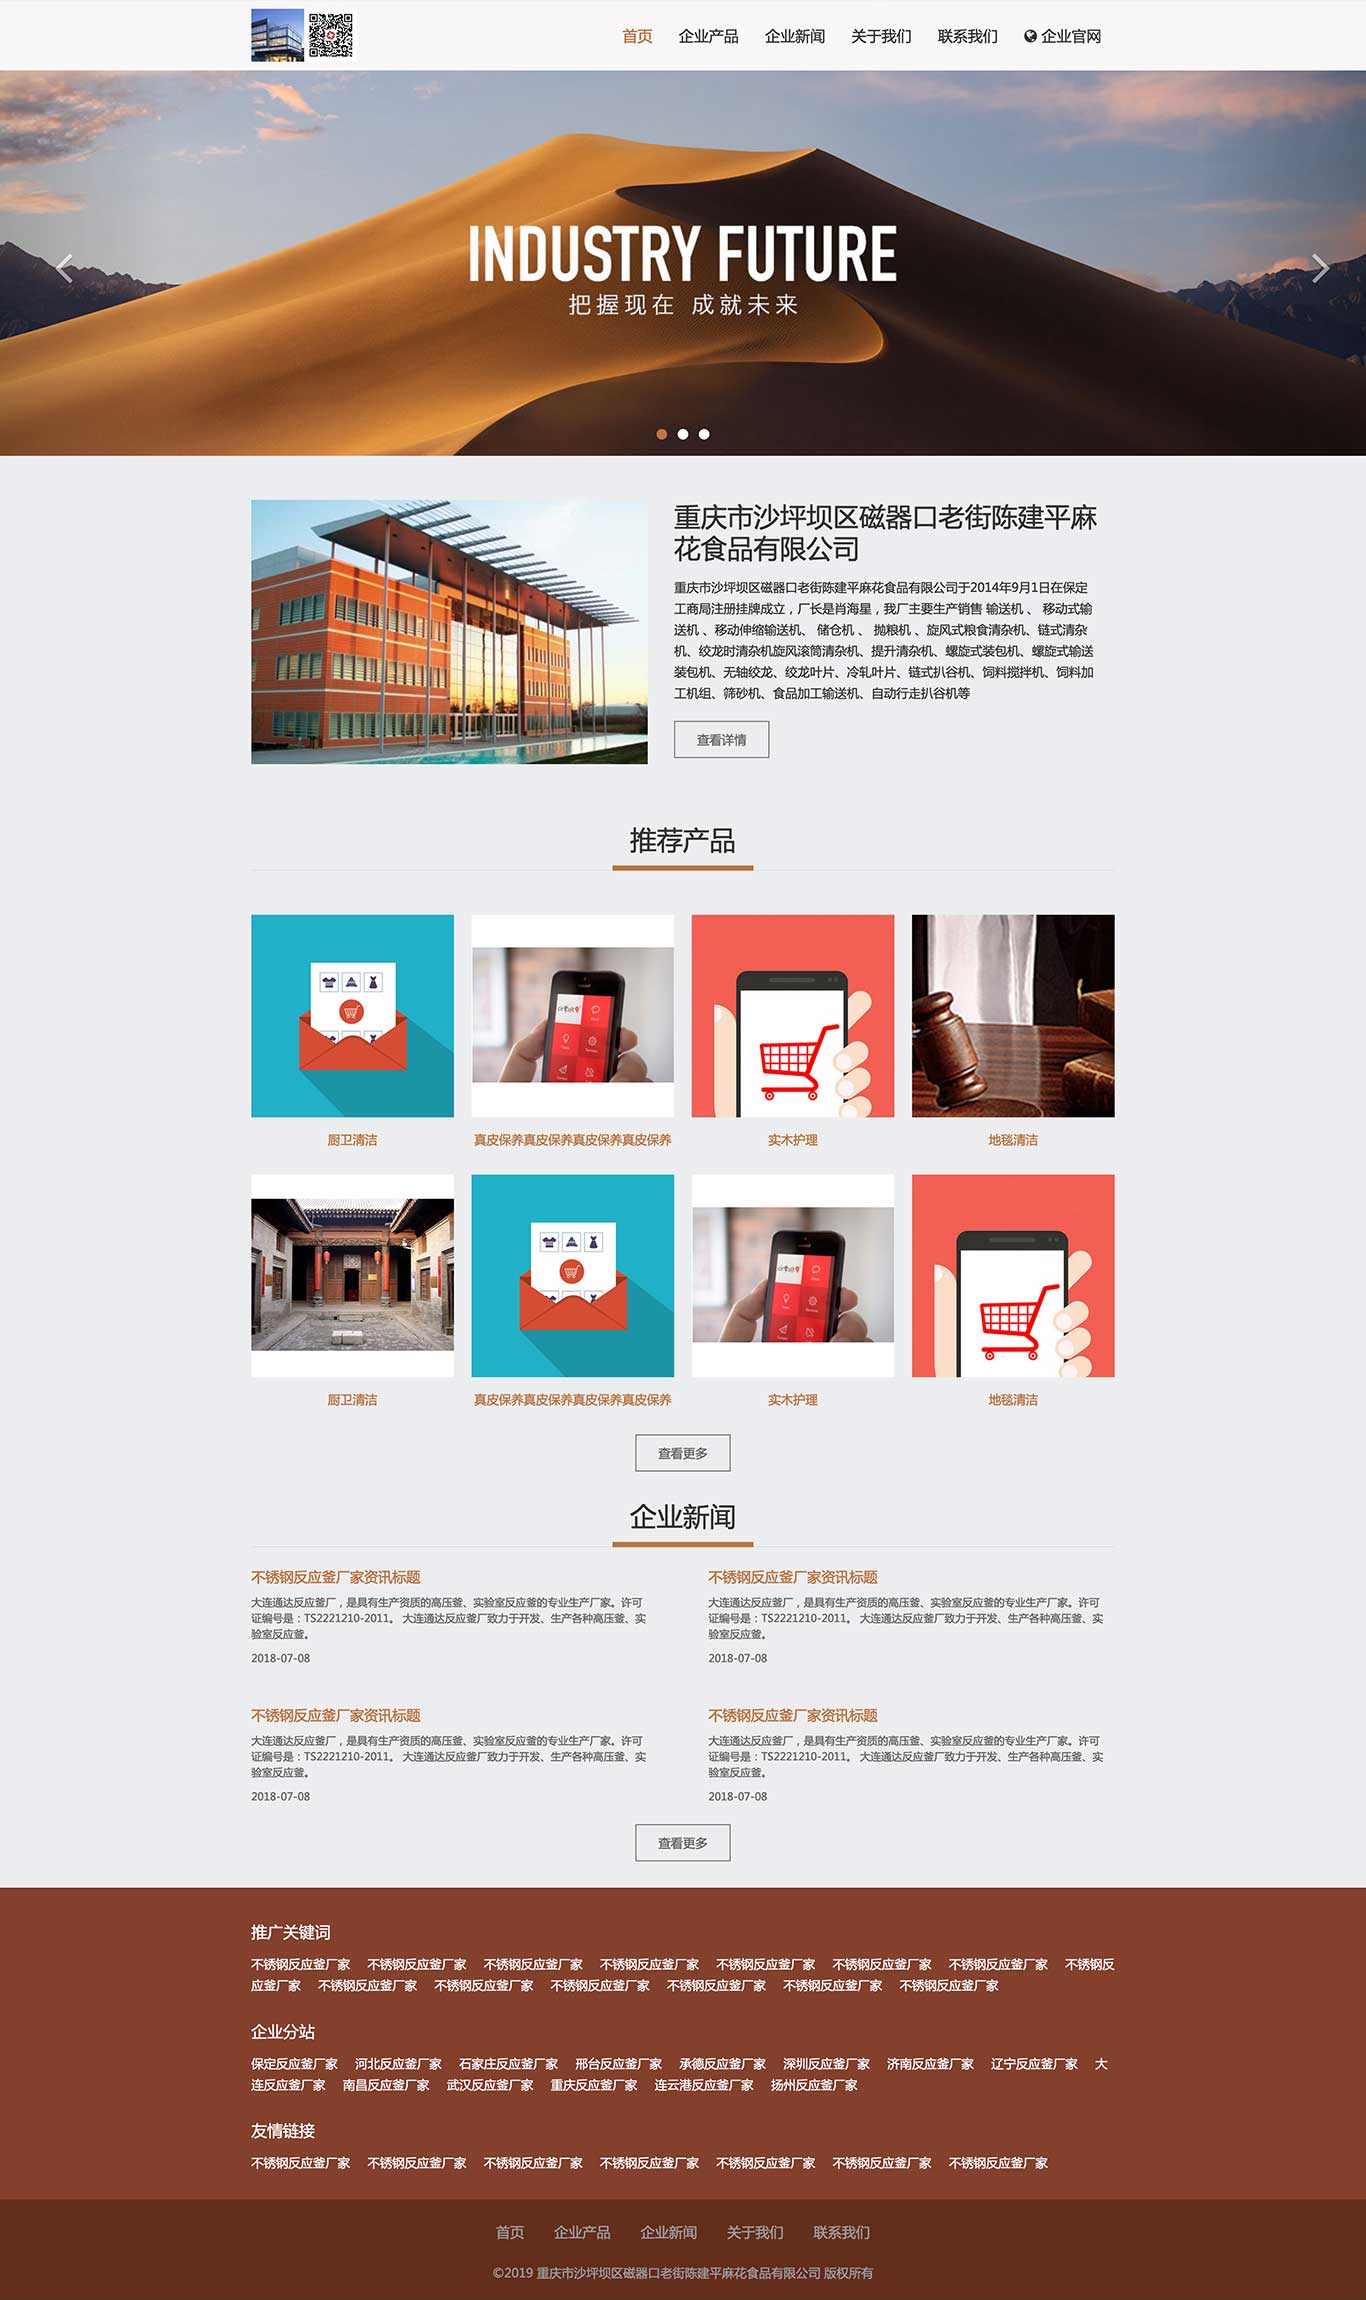 首页 企业产品 企业新闻 关于我们 联系我们 企业官网
INDUSTRY FUTURE
把握现在 成就未来
重庆市沙坪坝区磁器口老街陈建平麻
花食品有限公司
重庆市沙坪坝区磁器口老街陈建平麻花食品有限公司于2014年9月1日在保定
工商局注册挂牌成立，厂长是肖海星，我厂主要生产销售 输送机 、 移动式输
送机 、移动伸缩输送机、 储仓机 、 抛粮机 、旋风式粮食清杂机、链式清杂
机、绞龙时清杂机旋风滚筒清杂机、提升清杂机、螺旋式装包机、螺旋式输送
装包机、无轴绞龙、绞龙叶片、冷轧叶片、链式扒谷机、饲料搅拌机、饲料加
工机组、筛砂机、食品加工输送机、自动行走扒谷机等
查看详情
推荐产品
厨卫清洁 真皮保养真皮保养真皮保养真皮保养 实木护理 地毯清洁
厨卫清洁 真皮保养真皮保养真皮保养真皮保养 实木护理 地毯清洁
查看更多
企业新闻
不锈钢反应釜厂家资讯标题
大连通达反应釜厂，是具有生产资质的高压釜、实验室反应釜的专业生产厂家。许可
证编号是：TS2221210-2011。 大连通达反应釜厂致力于开发、生产各种高压釜、实
验室反应釜。
2018-07-08
不锈钢反应釜厂家资讯标题
大连通达反应釜厂，是具有生产资质的高压釜、实验室反应釜的专业生产厂家。许可
证编号是：TS2221210-2011。 大连通达反应釜厂致力于开发、生产各种高压釜、实
验室反应釜。
2018-07-08
不锈钢反应釜厂家资讯标题
大连通达反应釜厂，是具有生产资质的高压釜、实验室反应釜的专业生产厂家。许可
证编号是：TS2221210-2011。 大连通达反应釜厂致力于开发、生产各种高压釜、实
验室反应釜。
2018-07-08
不锈钢反应釜厂家资讯标题
大连通达反应釜厂，是具有生产资质的高压釜、实验室反应釜的专业生产厂家。许可
证编号是：TS2221210-2011。 大连通达反应釜厂致力于开发、生产各种高压釜、实
验室反应釜。
2018-07-08
查看更多
推广关键词
不锈钢反应釜厂家 不锈钢反应釜厂家 不锈钢反应釜厂家 不锈钢反应釜厂家 不锈钢反应釜厂家 不锈钢反应釜厂家 不锈钢反应釜厂家 不锈钢反
应釜厂家 不锈钢反应釜厂家 不锈钢反应釜厂家 不锈钢反应釜厂家 不锈钢反应釜厂家 不锈钢反应釜厂家 不锈钢反应釜厂家
企业分站
保定反应釜厂家 河北反应釜厂家 石家庄反应釜厂家 邢台反应釜厂家 承德反应釜厂家 深圳反应釜厂家 济南反应釜厂家 辽宁反应釜厂家 大
连反应釜厂家 南昌反应釜厂家 武汉反应釜厂家 重庆反应釜厂家 连云港反应釜厂家 扬州反应釜厂家
友情链接
不锈钢反应釜厂家 不锈钢反应釜厂家 不锈钢反应釜厂家 不锈钢反应釜厂家 不锈钢反应釜厂家 不锈钢反应釜厂家 不锈钢反应釜厂家
首页 企业产品 企业新闻 关于我们 联系我们
©2019 重庆市沙坪坝区磁器口老街陈建平麻花食品有限公司 版权所有